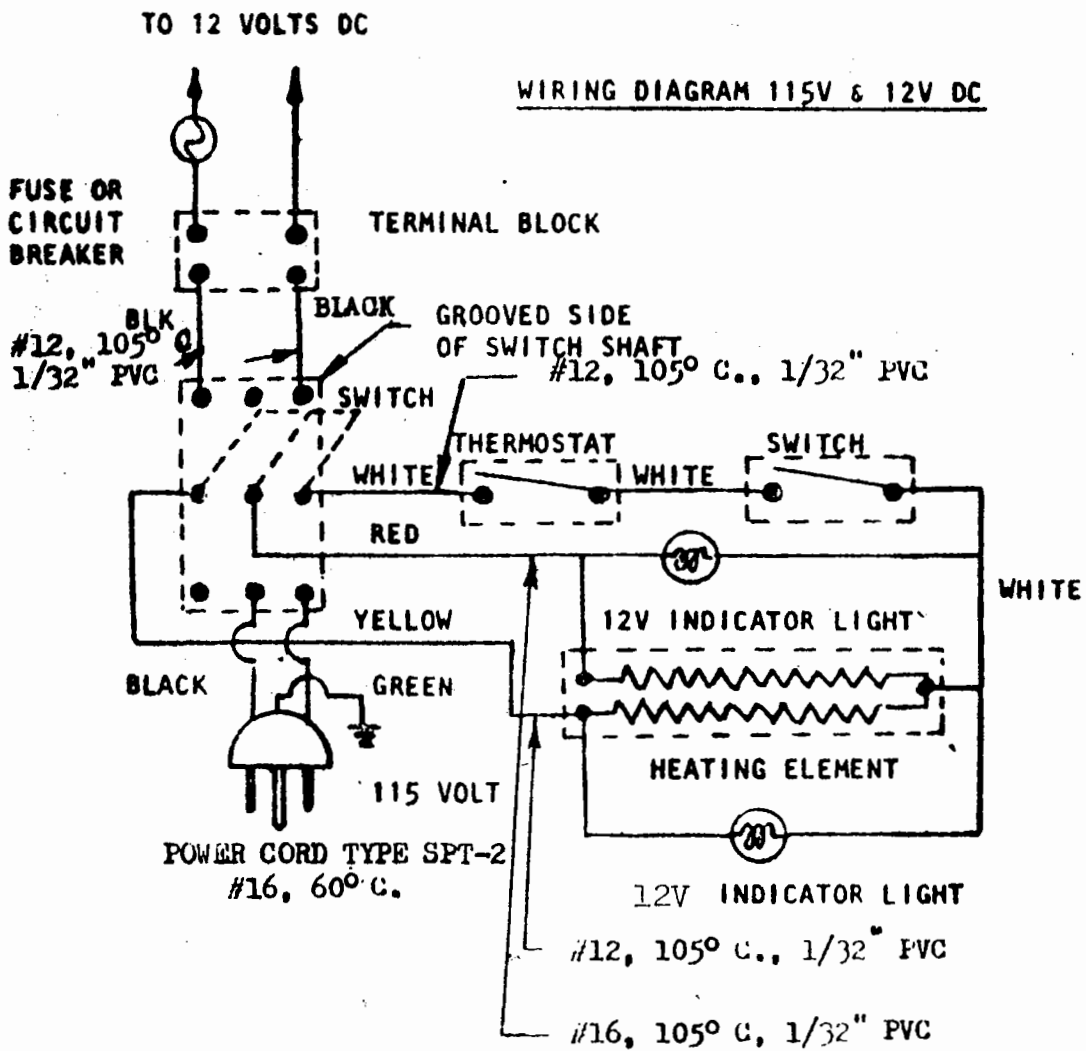 TO 12 VOLTS DC
WIRING DIAGRAM 115V & 12V DC
FUSE OR
CIRCUIT
BREAKER
TERMINAL BLOCK
BLK
#12, 105° C
1/32" PVC
BLACK
GROOVED SIDE
OF SWITCH SHAFT
#12, 105° C., 1/32" PVC
SWITCH
THERMOSTAT
SWITCH
WHITE
WHITE
RED
WHITE
YELLOW
12V INDICATOR LIGHT
BLACK
GREEN
HEATING ELEMENT
115 VOLT
POWER CORD TYPE SPT-2
#16, 60° C.
12V INDICATOR LIGHT
#12, 105° C., 1/32" PVC
#16, 105° C, 1/32" PVC